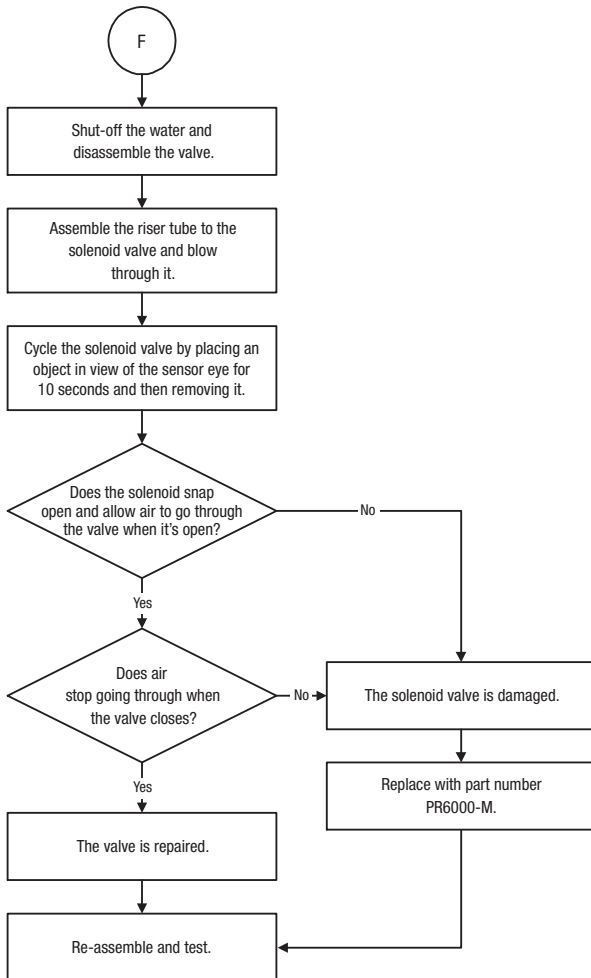 F
Shut-off the water and
disassemble the valve.
Assemble the riser tube to the
solenoid valve and blow
through it.
Cycle the solenoid valve by placing an
object in view of the sensor eye for
10 seconds and then removing it.
Does the solenoid snap
open and allow air to go through
the valve when it's open?
No
Yes
Does air
stop going through when
the valve closes?
No
The solenoid valve is damaged.
Yes
Replace with part number
PR6000-M.
The valve is repaired.
Re-assemble and test.